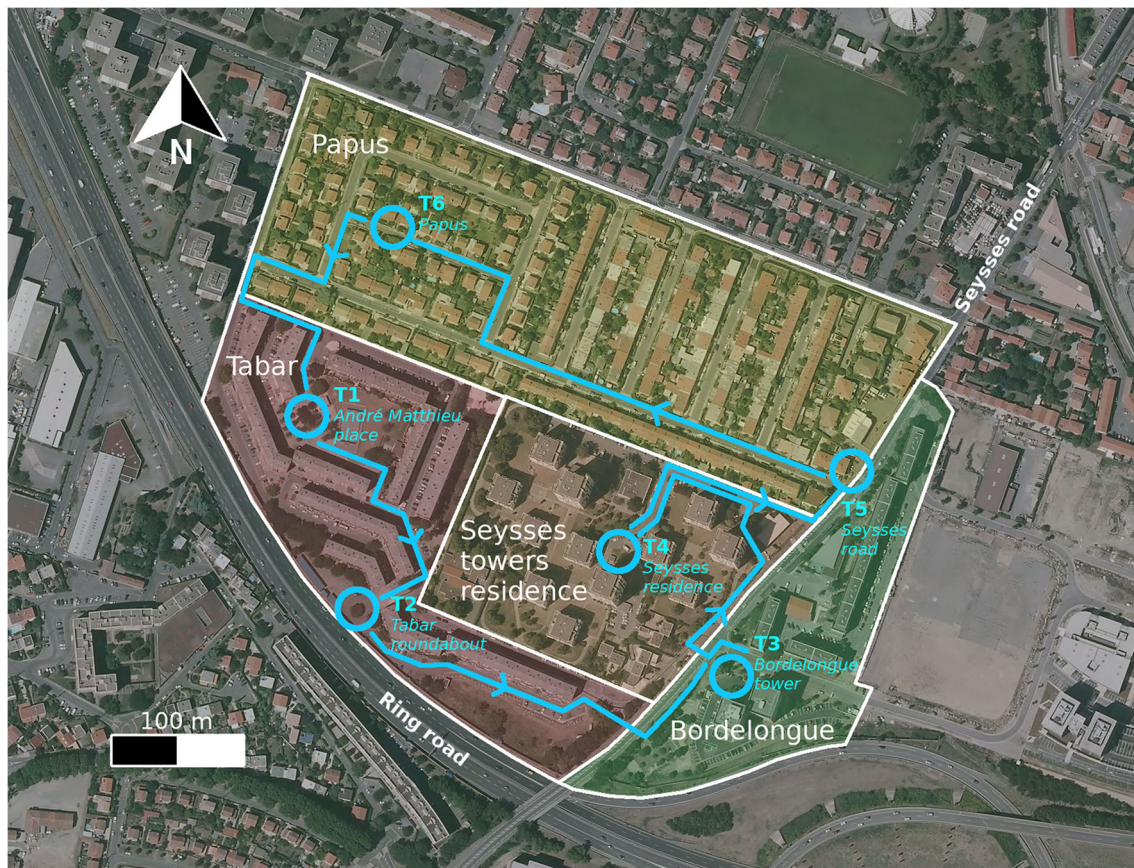 Papus
N
T6
Papus
Seysses road
Tabar
T1
André Matthieu
place
Seysses
towers
residence
T5
Seysses
road
T4
Seysses
residence
T2
Tabar
roundabout
T3
Bordelongue
tower
Ring road
Bordelongue
100 m